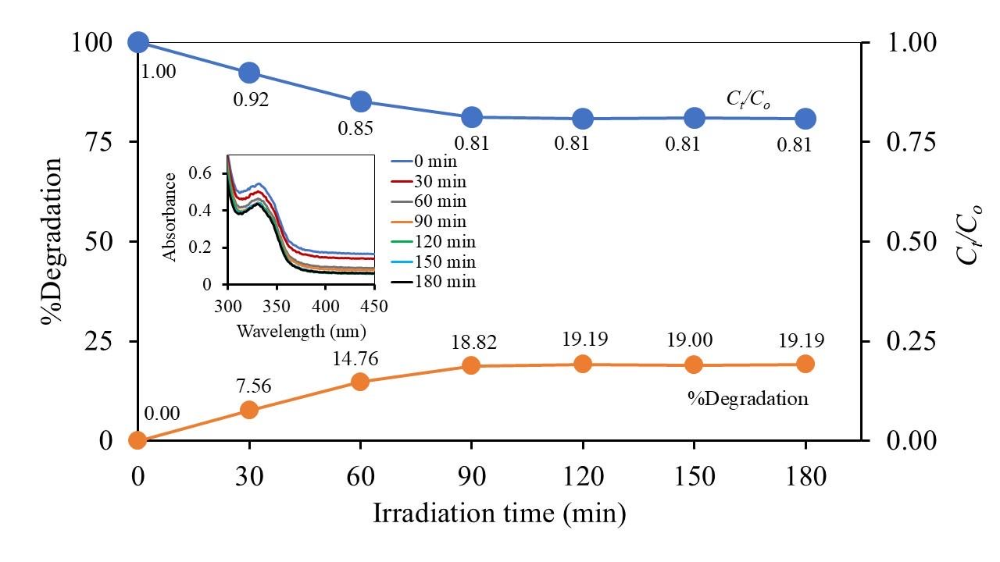 100
75
50
25
0
%Degradation
1.00
0.75
0.50
0.25
0.00
Ct/Co
1.00
0.92
0.85
0.81
0.81
0.81
0.81
Ct/Co
0.6
0.4
0.2
0
Absorbance
300 350 400 450
Wavelength (nm)
0 min
30 min
60 min
90 min
120 min
150 min
180 min
0.00
7.56
14.76
18.82
19.19
19.00
19.19
%Degradation
0 30 60 90 120 150 180
Irradiation time (min)